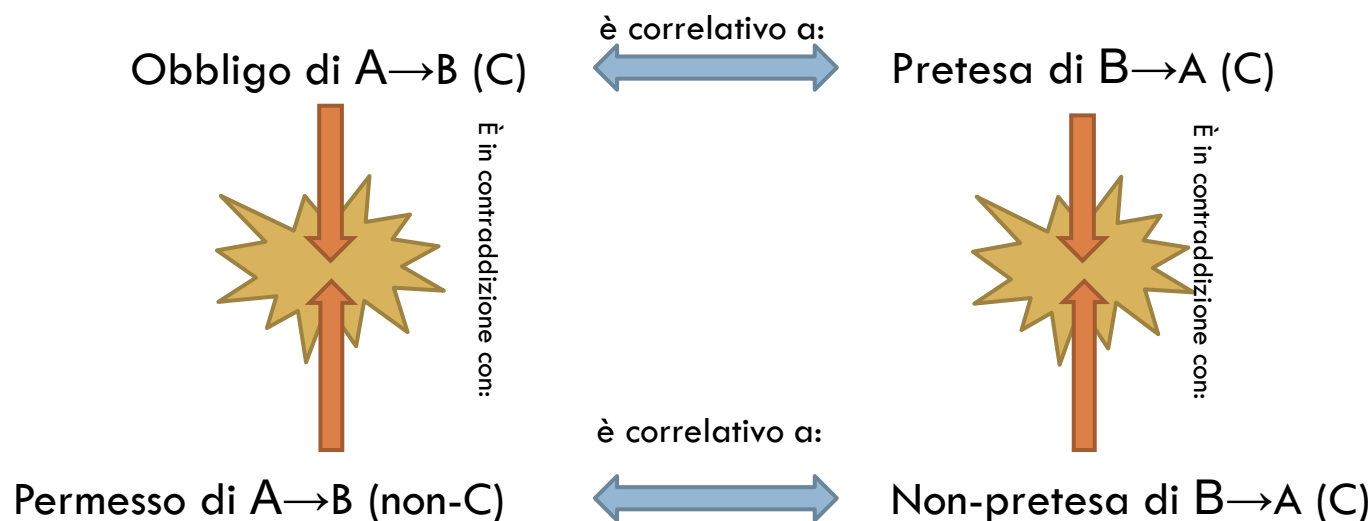 è correlativo a:
Obbligo di A→B (C)
Pretesa di B→A (C)
È in contraddizione con:
È in contraddizione con:
è correlativo a:
Permesso di A→B (non-C)
Non-pretesa di B→A (C)